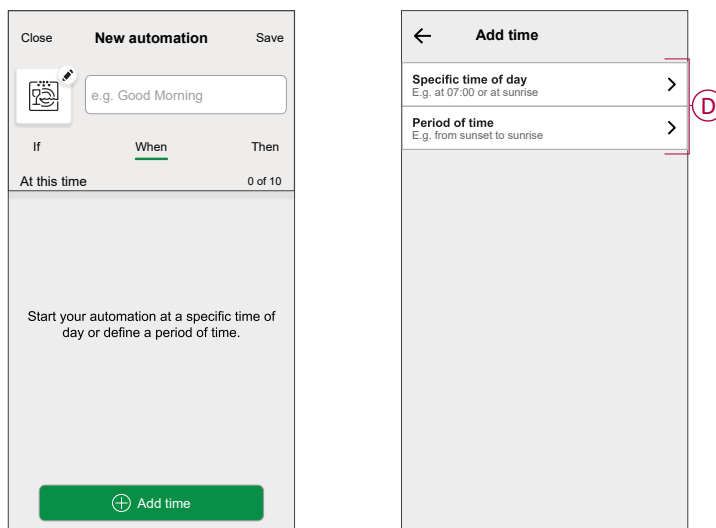 Close New automation Save
e.g. Good Morning
If When Then
At this time 0 of 10
Start your automation at a specific time of
day or define a period of time.
Add time
Add time
Specific time of day
E.g. at 07:00 or at sunrise
Period of time
E.g. from sunset to sunrise
D